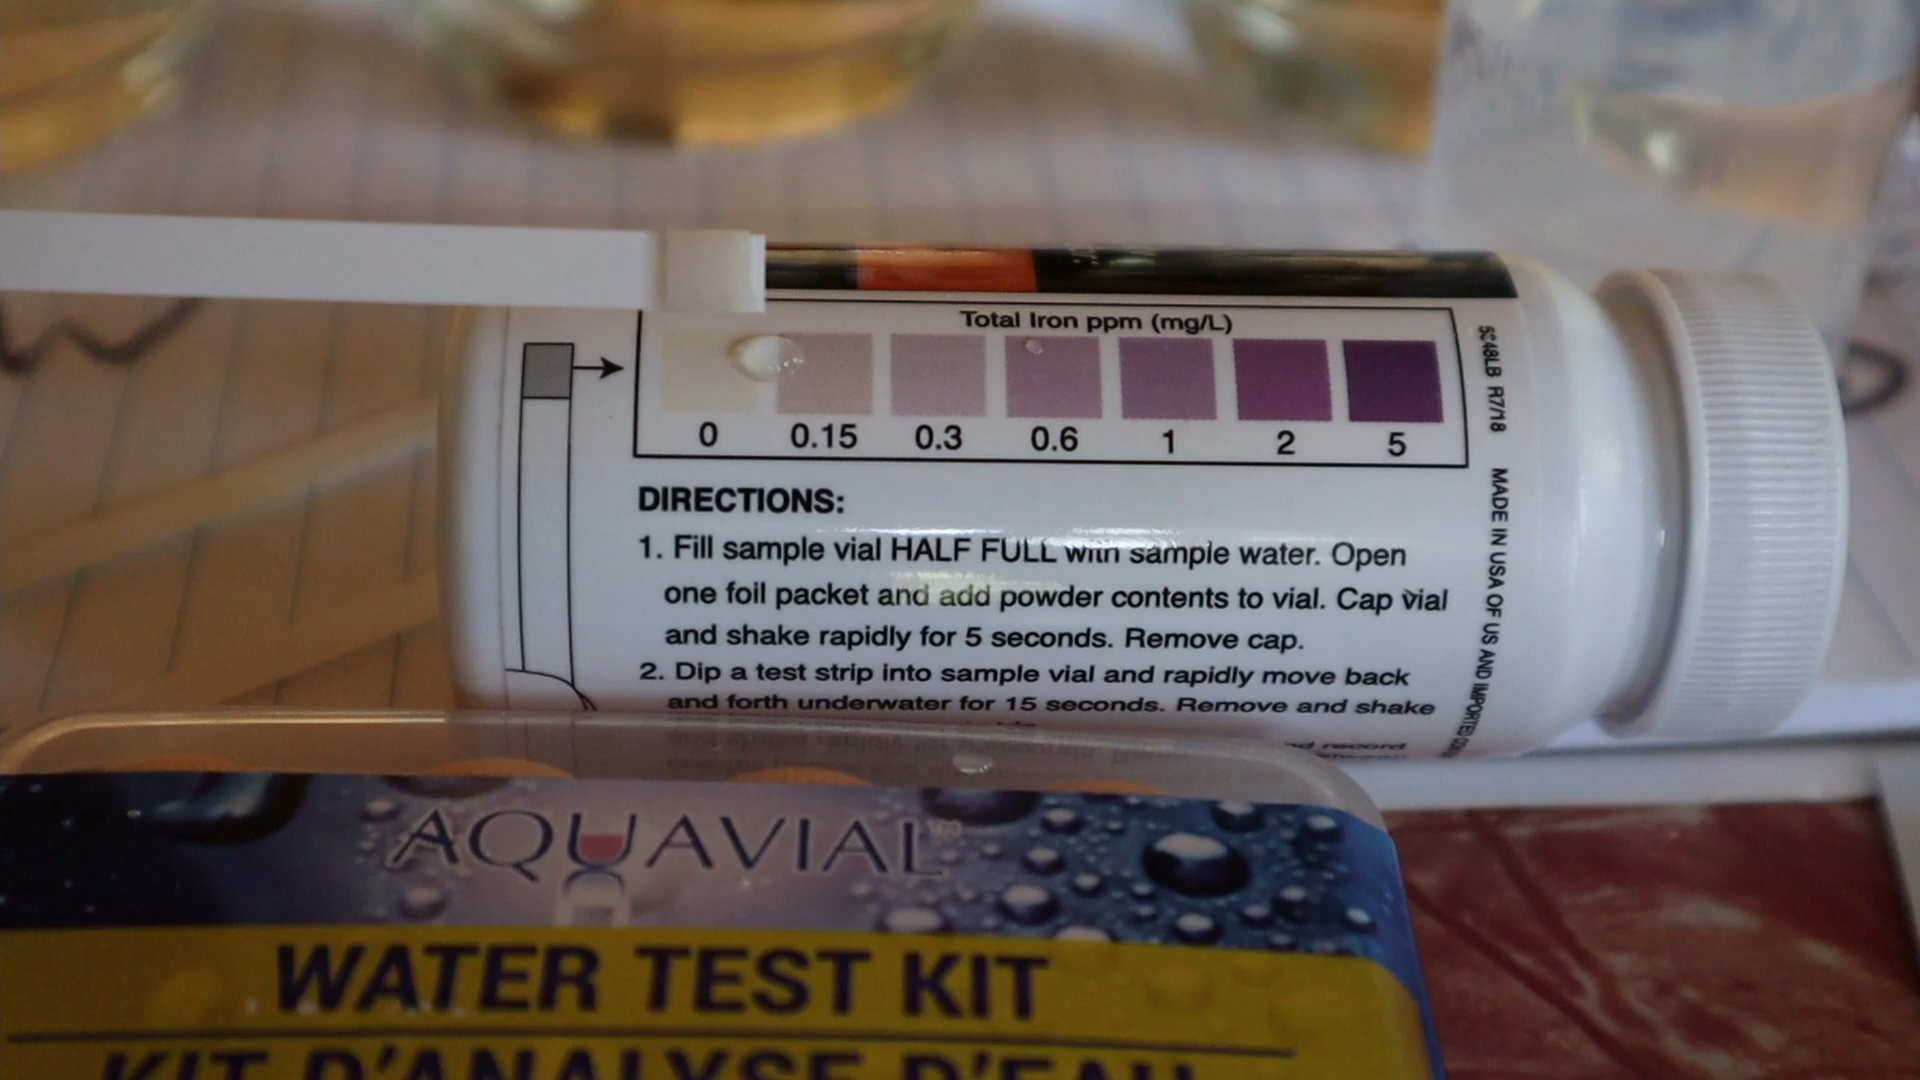 Total Iron ppm (mg/L)
0 0.15 0.3 0.6 1 2 5
DIRECTIONS:
1. Fill sample vial HALF FULL with sample water. Open
one foil packet and add powder contents to vial. Cap vial
and shake rapidly for 5 seconds. Remove cap.
2. Dip a test strip into sample vial and rapidly move back
and forth underwater for 15 seconds. Remove and shake
record
MADE IN USA OF US AND IMPORTED
R7/18
AQUAVIAL
WATER TEST KIT
KIT D'ANALYSE D'EAU